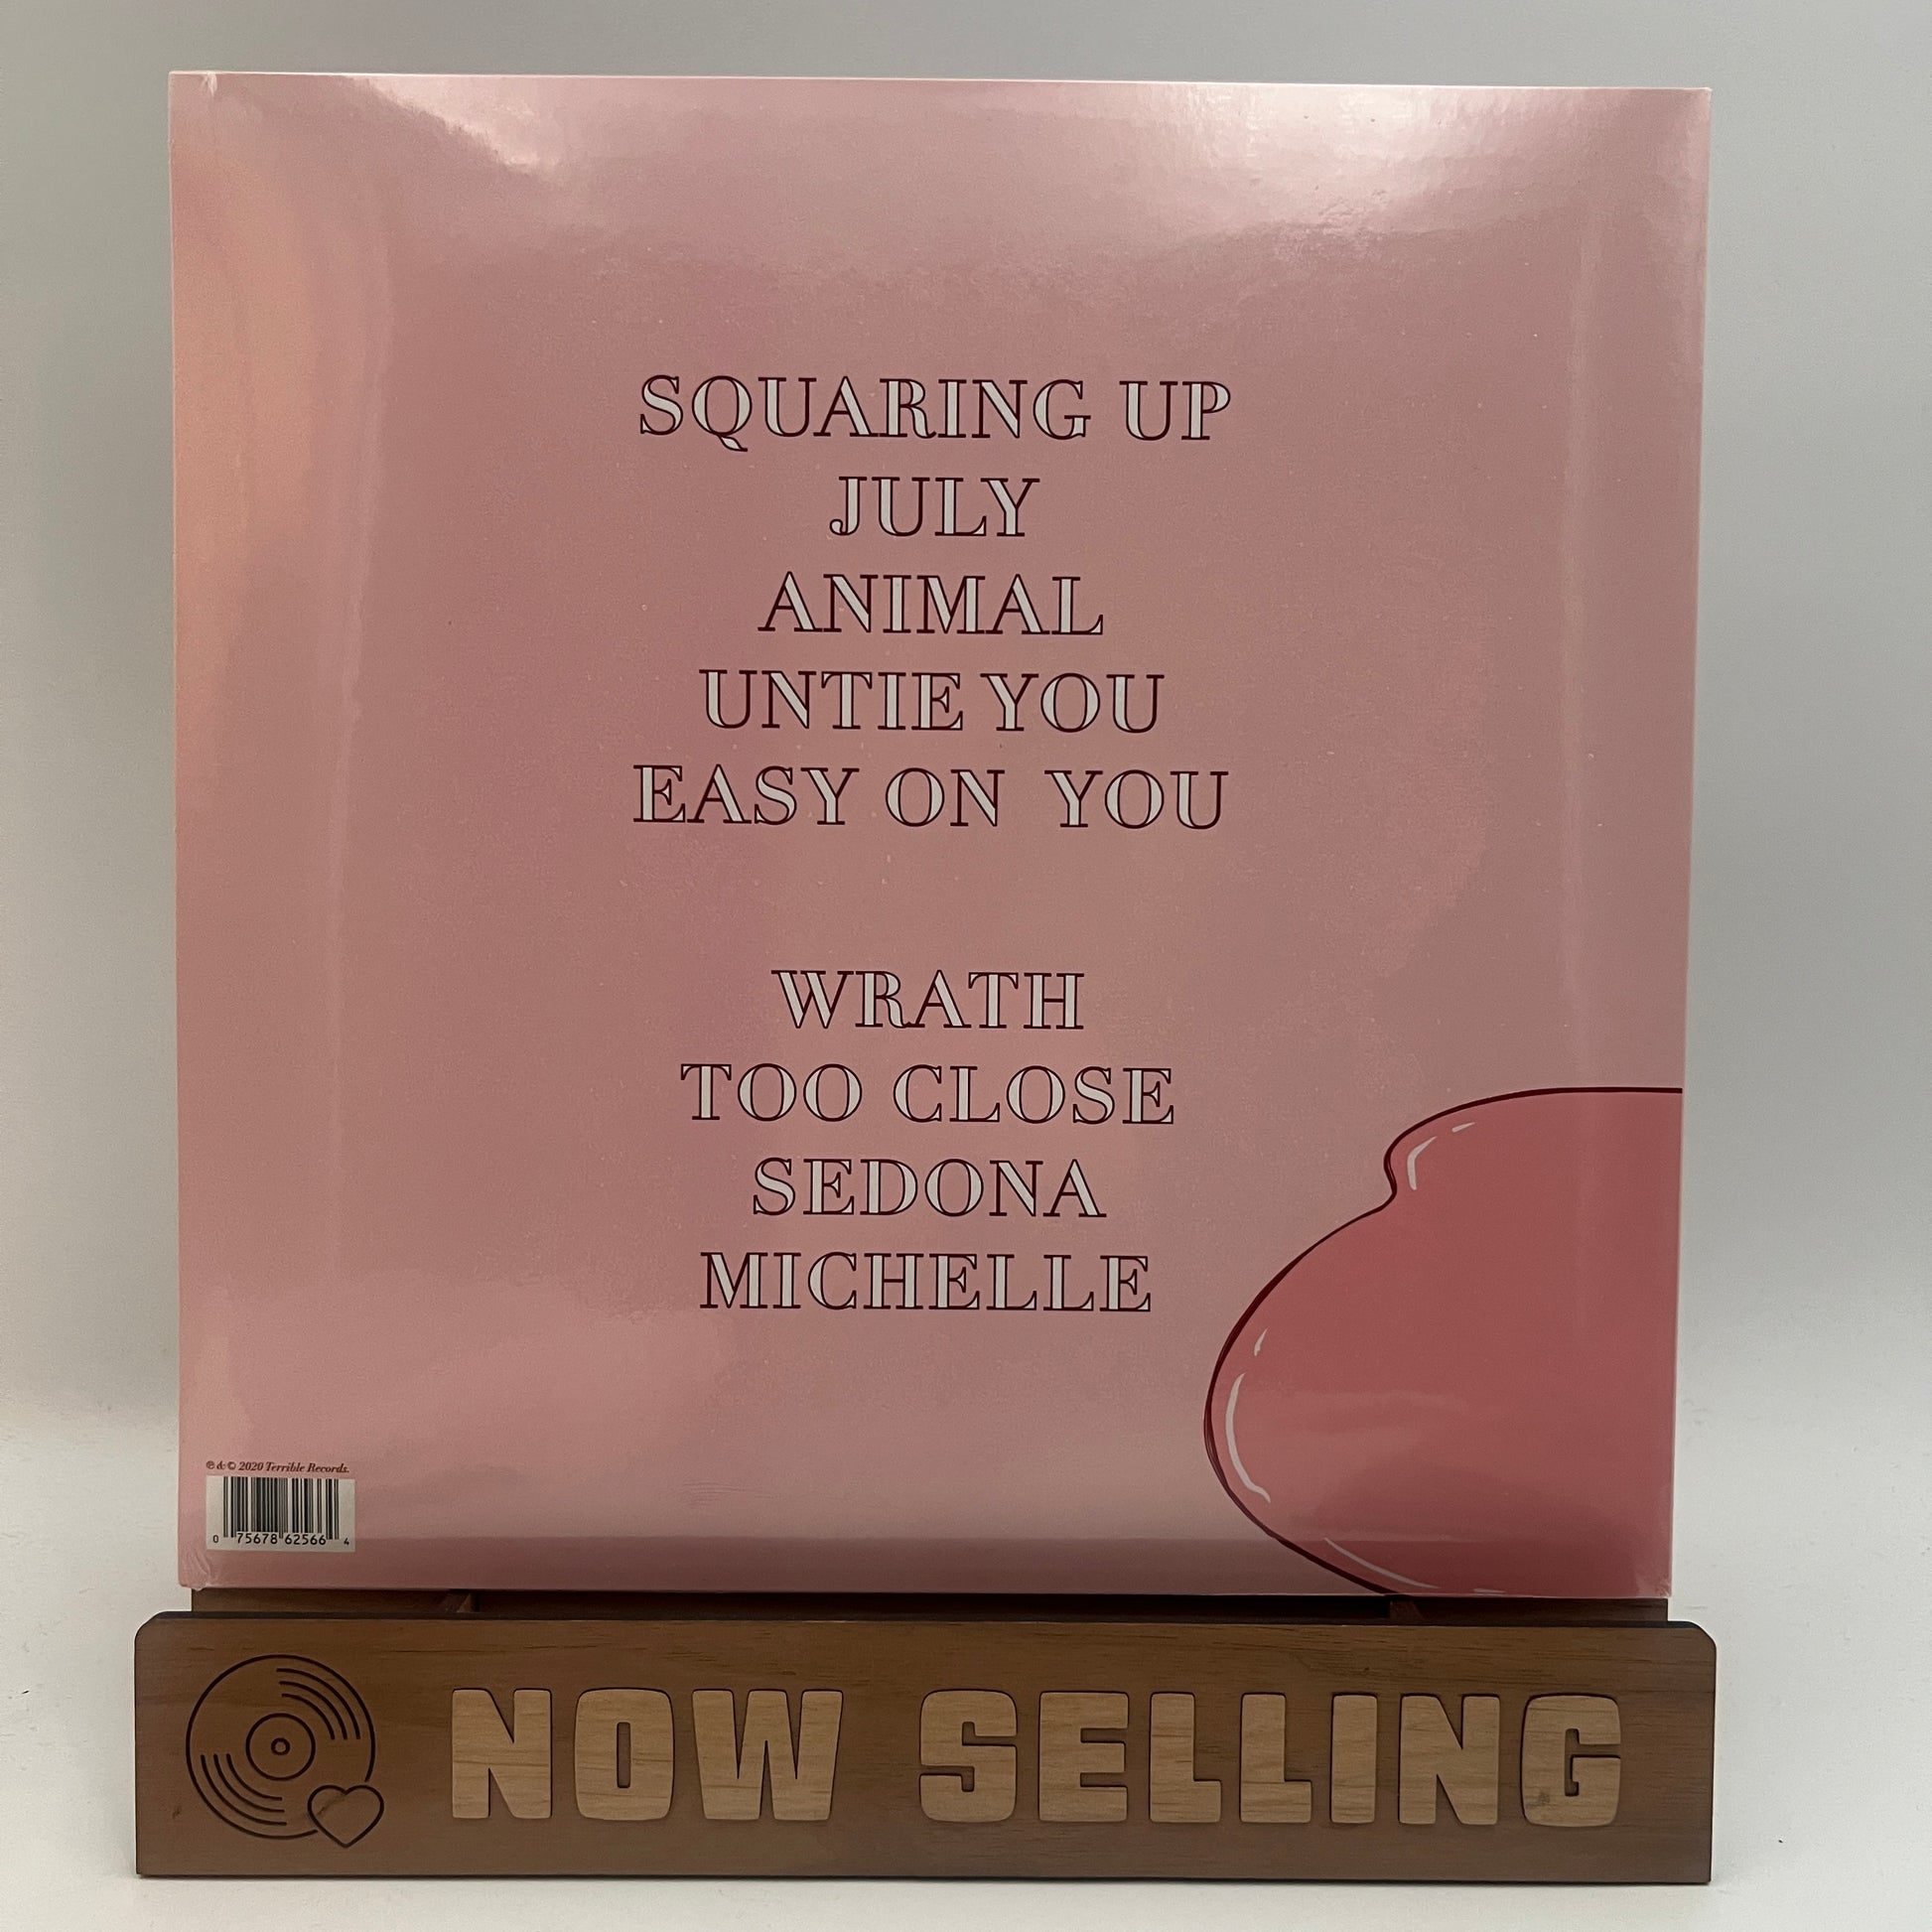 SQUARING UP
JULY
ANIMAL
UNTIE YOU
EASY ON YOU
WRATH
TOO CLOSE
SEDONA
MICHELLE
℗ & © 2020 Terrible Records.
0 75678 62566 4
NOW SELLING